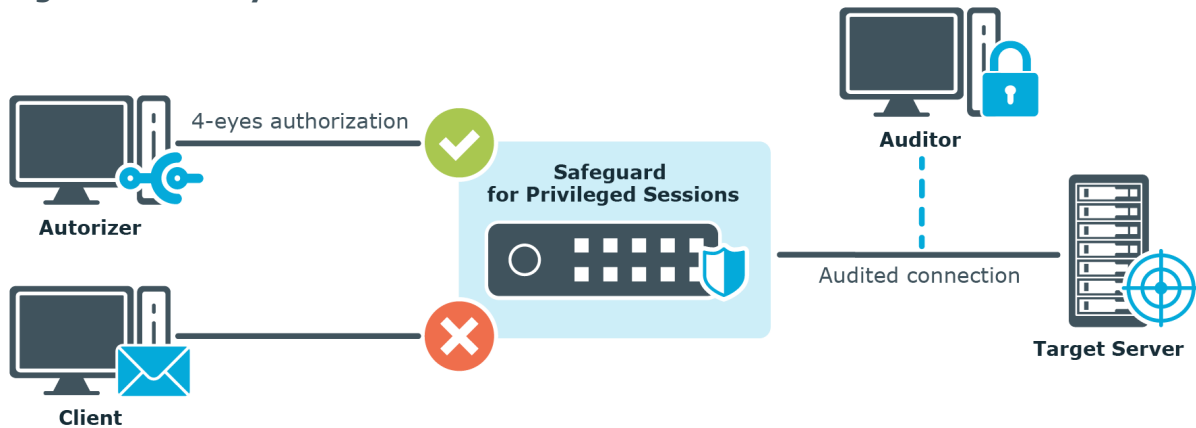 4-eyes authorization
Autorizer
Client
Safeguard
for Privileged Sessions
Auditor
Audited connection
Target Server